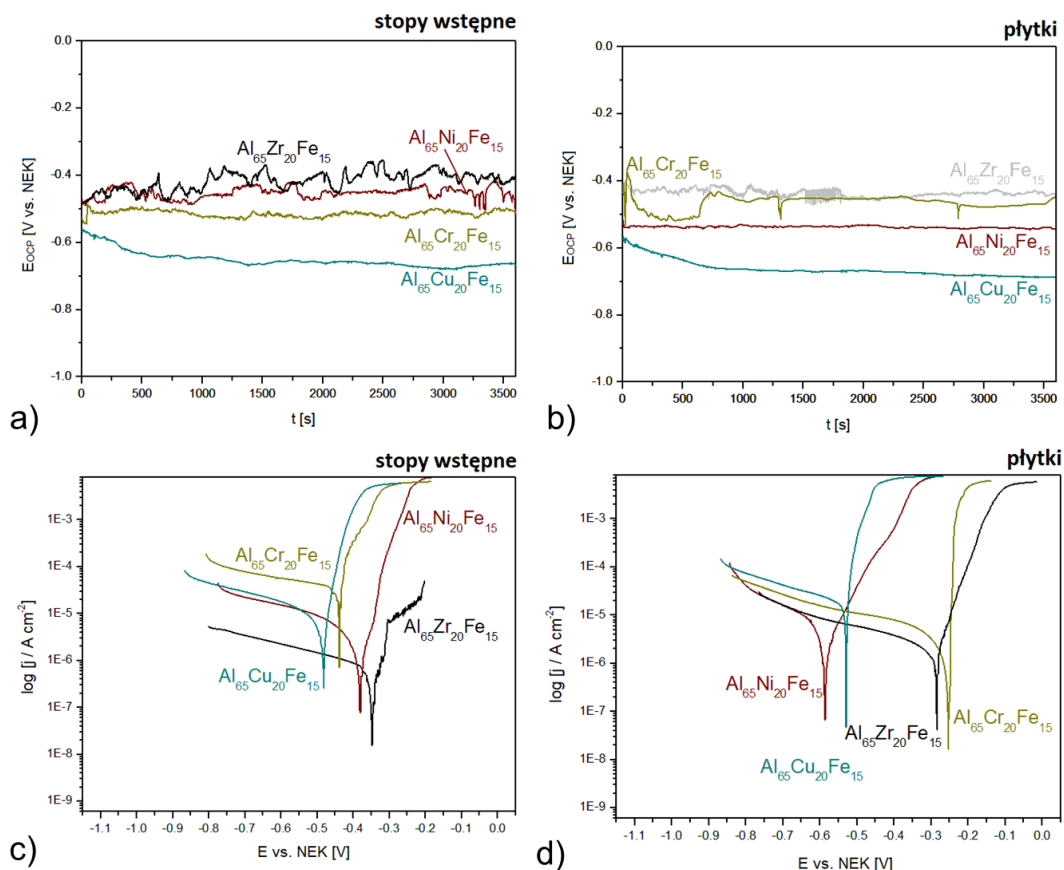 stopy wstępne
0.0
-0.2
-0.4
-0.6
-0.8
-1.0
E_OCP [V vs. NEK]
Al65Zr20Fe15
Al65Ni20Fe15
Al65Cr20Fe15
Al65Cu20Fe15
0 500 1000 1500 2000 2500 3000 3500
t [s]
a)
płytki
0.0
-0.2
-0.4
-0.6
-0.8
-1.0
E_OCP [V vs. NEK]
Al65Cr20Fe15
Al65Zr20Fe15
Al65Ni20Fe15
Al65Cu20Fe15
0 500 1000 1500 2000 2500 3000 3500
t [s]
b)
stopy wstępne
1E-3
1E-4
1E-5
1E-6
1E-7
1E-8
1E-9
log [j / A cm-2]
Al65Ni20Fe15
Al65Cr20Fe15
Al65Zr20Fe15
Al65Cu20Fe15
-1.1 -1.0 -0.9 -0.8 -0.7 -0.6 -0.5 -0.4 -0.3 -0.2 -0.1 0.0
E vs. NEK [V]
c)
płytki
1E-3
1E-4
1E-5
1E-6
1E-7
1E-8
1E-9
log [j / A cm-2]
Al65Ni20Fe15
Al65Zr20Fe15
Al65Cr20Fe15
Al65Cu20Fe15
-1.1 -1.0 -0.9 -0.8 -0.7 -0.6 -0.5 -0.4 -0.3 -0.2 -0.1 0.0
E vs. NEK [V]
d)